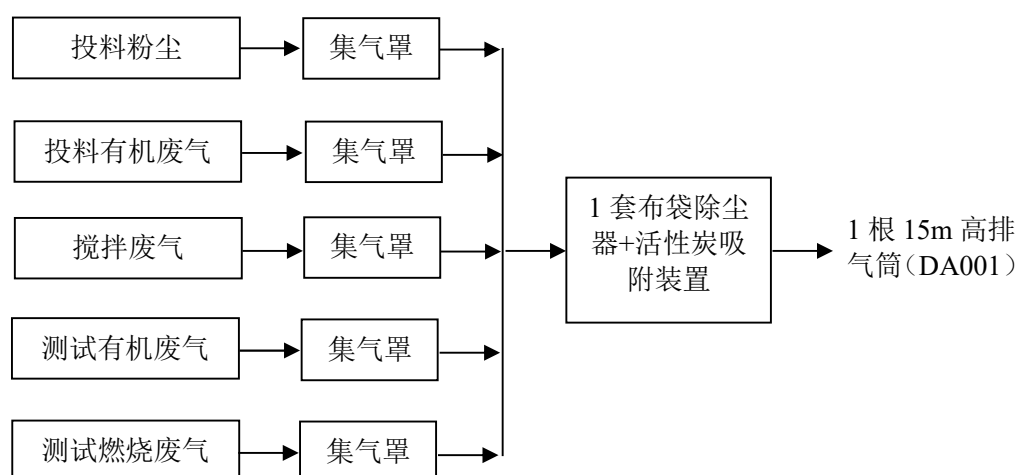 投料粉尘
集气罩
投料有机废气
集气罩
搅拌废气
集气罩
测试有机废气
集气罩
测试燃烧废气
集气罩
1 套布袋除尘
器+活性炭吸
附装置
1 根 15m 高排
气筒（DA001）